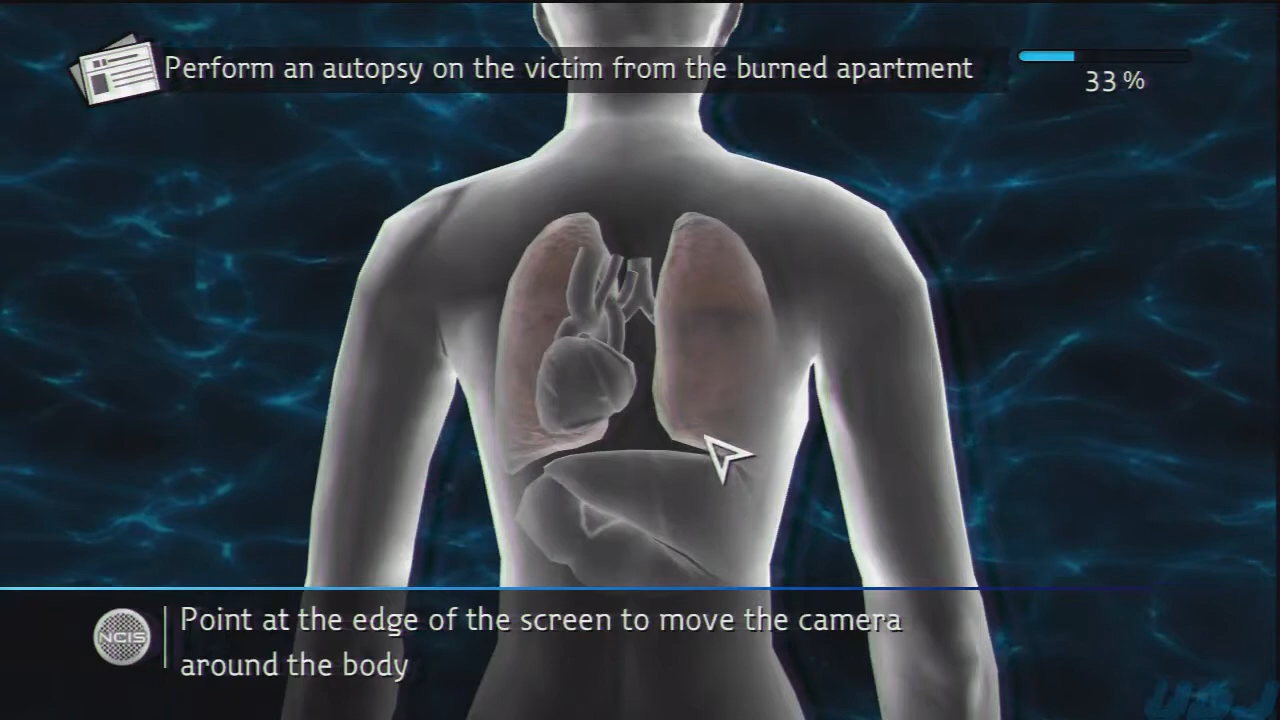 Perform an autopsy on the victim from the burned apartment
33%
NCIS
Point at the edge of the screen to move the camera
around the body